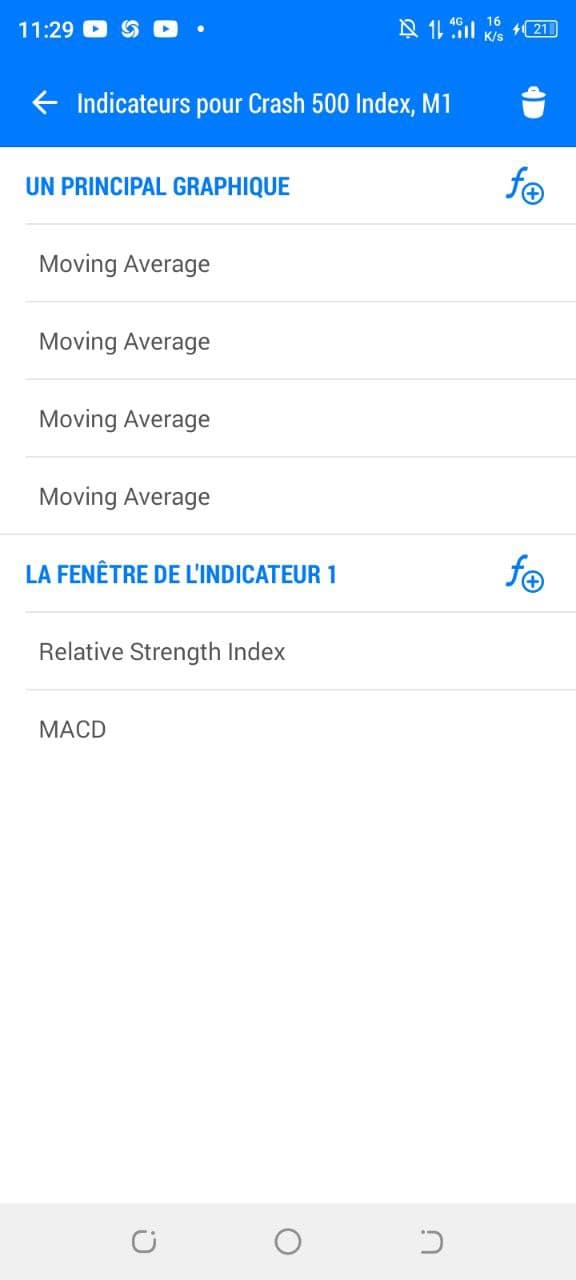 11:29 4G 16 K/s 21
Indicateurs pour Crash 500 Index, M1
UN PRINCIPAL GRAPHIQUE
Moving Average
Moving Average
Moving Average
Moving Average
LA FENÊTRE DE L'INDICATEUR 1
Relative Strength Index
MACD